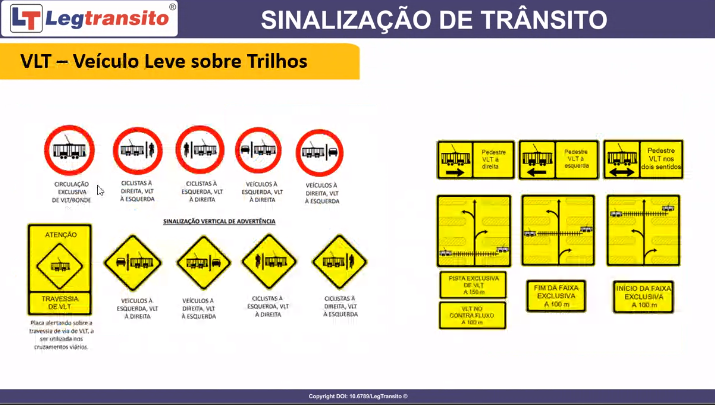 Legtransito®
SINALIZAÇÃO DE TRÂNSITO
VLT – Veículo Leve sobre Trilhos
CIRCULAÇÃO
EXCLUSIVA
DE VLT/BONDE
CICLISTAS À
DIREITA, VLT
À ESQUERDA
CICLISTAS À
ESQUERDA, VLT
À DIREITA
VEÍCULOS À
ESQUERDA, VLT
À DIREITA
VEÍCULOS À
DIREITA, VLT
À ESQUERDA
SINALIZAÇÃO VERTICAL DE ADVERTÊNCIA
ATENÇÃO
TRAVESSIA
DE VLT
Placa alertando sobre a
travessia de via de VLT, a
ser utilizada nos
cruzamentos viários.
VEÍCULOS À
ESQUERDA, VLT
À DIREITA
VEÍCULOS À
DIREITA, VLT
À ESQUERDA
CICLISTAS À
ESQUERDA, VLT
À DIREITA
CICLISTAS À
DIREITA, VLT
À ESQUERDA
Pedestre
VLT à
direita
Pedestre
VLT à
esquerda
Pedestre
VLT nos
dois sentidos
PISTA EXCLUSIVA
DE VLT
A 150 m
VLT NO
CONTRA FLUXO
A 100 m
FIM DA FAIXA
EXCLUSIVA
A 100 m
INÍCIO DA FAIXA
EXCLUSIVA
A 100 m
Copyright DOI: 10.6789/LegTransito ©